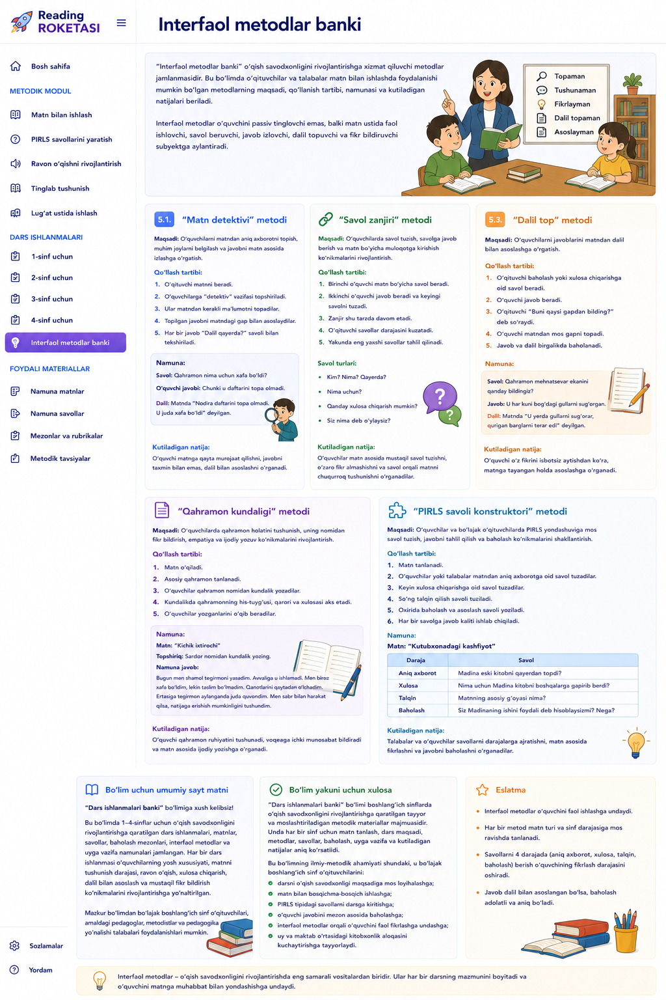 Reading
ROKETASI
Interfaol metodlar banki
Bosh sahifa
METODIK MODUL
Matn bilan ishlash
PIRLS savollarini yaratish
Ravon o‘qishni rivojlantirish
Tinglab tushunish
Lug‘at ustida ishlash
DARS ISHLANMALARI
1-sinf uchun
2-sinf uchun
3-sinf uchun
4-sinf uchun
Interfaol metodlar banki
FOYDALI MATERIALLAR
Namuna matnlar
Namuna savollar
Mezonlar va rubrikalar
Metodik tavsiyalar
Sozlamalar
Yordam
“Interfaol metodlar banki” o‘qish savodxonligini rivojlantirishga xizmat qiluvchi metodlar
jamlanmasidir. Bu bo‘limda o‘qituvchilar va talabalar matn bilan ishlashda foydalanishi
mumkin bo‘lgan metodlarning maqsadi, qo‘llanish tartibi, namunasi va kutiladigan
natijalari beriladi.
Interfaol metodlar o‘quvchini passiv tinglovchi emas, balki matn ustida faol
ishlovchi, savol beruvchi, javob izlovchi, dalil topuvchi va fikr bildiruvchi
subyektga aylantiradi.
Topaman
Tushunaman
Fikrlayman
Dalil topaman
Asoslayman
5.1. “Matn detektivi” metodi
Maqsadi: O‘quvchilarni matndan aniq axborotni topish,
muhim joylarni belgilash va javobni matn asosida
izlashga o‘rgatish.
Qo‘llash tartibi:
1. O‘qituvchi matnni beradi.
2. O‘quvchilarga “detektiv” vazifasi topshiriladi.
3. Ular matndan kerakli ma’lumotni topadilar.
4. Topilgan javobni matndagi gap bilan asoslaydilar.
5. Har bir javob “Dalil qayerda?” savoli bilan
tekshiriladi.
Namuna:
Savol: Qahramon nima uchun xafa bo‘ldi?
O‘quvchi javobi: Chunki u daftarini topa olmadi.
Dalil: Matnda “Nodira daftarini topa olmadi.
U juda xafa bo‘ldi” deyilgan.
Kutiladigan natija:
O‘quvchi matnga qayta murojaat qilishni, javobni
taxmin bilan emas, dalil bilan asoslashni o‘rganadi.
“Savol zanjiri” metodi
Maqsadi: O‘quvchilarda savol tuzish, savolga javob
berish va matn bo‘yicha muloqotga kirishish
ko‘nikmalarini rivojlantirish.
Qo‘llash tartibi:
1. Birinchi o‘quvchi matn bo‘yicha savol beradi.
2. Ikkinchi o‘quvchi javob beradi va keyingi
savolni tuzadi.
3. Zanjir shu tarzda davom etadi.
4. O‘qituvchi savollar darajasini kuzatadi.
5. Yakunda eng yaxshi savollar tahlil qilinadi.
Savol turlari:
• Kim? Nima? Qayerda?
• Nima uchun?
• Qanday xulosa chiqarish mumkin?
• Siz nima deb o‘ylaysiz?
Kutiladigan natija:
O‘quvchilar matn asosida mustaqil savol tuzishni,
o‘zaro fikr almashishni va savol orqali matnni
chuqurroq tushunishni o‘rganadilar.
5.3. “Dalil top” metodi
Maqsadi: O‘quvchilarni javoblarini matndan dalil
bilan asoslashga o‘rgatish.
Qo‘llash tartibi:
1. O‘qituvchi baholash yoki xulosa chiqarishga
oid savol beradi.
2. O‘quvchi javob beradi.
3. O‘qituvchi “Buni qaysi gapdan bilding?”
deb so‘raydi.
4. O‘quvchi matndan mos gapni topadi.
5. Javob va dalil birgalikda baholanadi.
Namuna:
Savol: Qahramon mehnatsevar ekanini
qanday bildingiz?
Javob: U har kuni bog‘dagi gullarni sug‘organ.
Dalil: Matnda “U yerda gullarni sug‘orar,
qurigan barglarni terar edi” deyilgan.
Kutiladigan natija:
O‘quvchi o‘z fikrini isbotsiz aytishdan ko‘ra,
matnga tayangan holda asoslashga o‘rganadi.
“Qahramon kundaligi” metodi
Maqsadi: O‘quvchilarda qahramon holatini tushunish, uning nomidan
fikr bildirish, empatiya va ijodiy yozuv ko‘nikmalarini rivojlantirish.
Qo‘llash tartibi:
1. Matn o‘qiladi.
2. Asosiy qahramon tanlanadi.
3. O‘quvchilar qahramon nomidan kundalik yozadilar.
4. Kundalikda qahramonning his-tuyg‘usi, qarori va xulosasi aks etadi.
5. O‘quvchilar yozganlarini o‘qib beradilar.
Namuna:
Matn: “Kichik ixtirochi”
Topshiriq: Sardor nomidan kundalik yozing.
Namuna javob:
Bugun men shamol tegirmoni yasadim. Avvaliga u ishlamadi. Men biroz
xafa bo‘ldim, lekin taslim bo‘lmadim. Qanotlarini qaytadan o‘lchadim.
Ertasiga tegirmon aylanganda juda quvondim. Men sabr bilan harakat
qilsa, natijaga erishish mumkinligini tushundim.
Kutiladigan natija:
O‘quvchi qahramon ruhiyatini tushunadi, voqeaga ichki munosabat bildiradi
va matn asosida ijodiy yozishga o‘rganadi.
“PIRLS savoli konstruktori” metodi
Maqsadi: O‘quvchilar va bo‘lajak o‘qituvchilarda PIRLS yondashuviga mos
savol tuzish, javobni tahlil qilish va baholash ko‘nikmalarini shakllantirish.
Qo‘llash tartibi:
1. Matn tanlanadi.
2. O‘quvchilar yoki talabalar matndan aniq axborotga oid savol tuzadilar.
3. Keyin xulosa chiqarishga oid savol tuzadilar.
4. So‘ng talqin qilish savoli tuziladi.
5. Oxirida baholash va asoslash savoli yoziladi.
6. Har bir savolga javob kaliti ishlab chiqiladi.
Namuna:
Matn: "Kutubxonadagi kashfiyot”
Daraja Savol
Aniq axborot Madina eski kitobni qayerdan topdi?
Xulosa Nima uchun Madina kitobni boshqalarga gapirib berdi?
Talqin Matnning asosiy g‘oyasi nima?
Baholash Siz Madinaning ishini foydali deb hisoblaysizmi? Nega?
Kutiladigan natija:
Talabalar va o‘quvchilar savollarni darajalarga ajratishni, matn asosida
fikrlashni va javobni baholashni o‘rganadilar.
Bo‘lim uchun umumiy sayt matni
“Dars ishlanmalari banki” bo‘limiga xush kelibsiz!
Bu bo‘limda 1–4-sinflar uchun o‘qish savodxonligini
rivojlantirishga qaratilgan dars ishlanmalari, matnlar,
savollar, baholash mezonlari, interfaol metodlar va
uyga vazifa namunalari jamlangan. Har bir dars
ishlanmasi o‘quvchilarning yosh xususiyati, matnni
tushunish darajasi, ravon o‘qish, xulosa chiqarish,
dalil bilan asoslash va mustaqil fikr bildirish
ko‘nikmalarini rivojlantirishga yo‘naltirilgan.
Mazkur bo‘limdan bo‘lajak boshlang‘ich sinf o‘qituvchilari,
amaldagi pedagoglar, metodistlar va pedagogika
yo‘nalishi talabalari foydalanishlari mumkin.
Bo‘lim yakuni uchun xulosa
“Dars ishlanmalari banki” bo‘limi boshlang‘ich sinflarda
o‘qish savodxonligini rivojlantirishga qaratilgan tayyor
va moslashtiriladigan metodik materiallar majmuasidir.
Unda har bir sinf uchun matn tanlash, dars maqsadi,
metodlar, savollar, baholash, uyga vazifa va kutiladigan
natijalar aniq ko‘rsatildi.
Bu bo‘limning ilmiy-metodik ahamiyati shundaki, u bo‘lajak
boshlang‘ich sinf o‘qituvchilarini:
darsni o‘qish savodxonligi maqsadiga mos loyihalashga;
matn bilan bosqichma-bosqich ishlashga;
PIRLS tipidagi savollarni darsga kiritishga;
o‘quvchi javobini mezon asosida baholashga;
interfaol metodlar orqali o‘quvchini faol fikrlashga undashga;
uy va maktab o‘rtasidagi kitobxonlik aloqasini
kuchaytirishga tayyorlaydi.
Eslatma
• Interfaol metodlar o‘quvchini faol ishlashga undaydi.
• Har bir metod matn turi va sinf darajasiga mos
ravishda tanlanadi.
• Savollarni 4 darajada (aniq axborot, xulosa, talqin,
baholash) berish o‘quvchining fikrlash darajasini
oshiradi.
• Javob dalil bilan asoslangan bo‘lsa, baholash
adolatli va aniq bo‘ladi.
Interfaol metodlar – o‘qish savodxonligini rivojlantirishda eng samarali vositalardan biridir. Ular har bir darsning mazmunini boyitadi va
o‘quvchini matnga muhabbat bilan yondashishga undaydi.